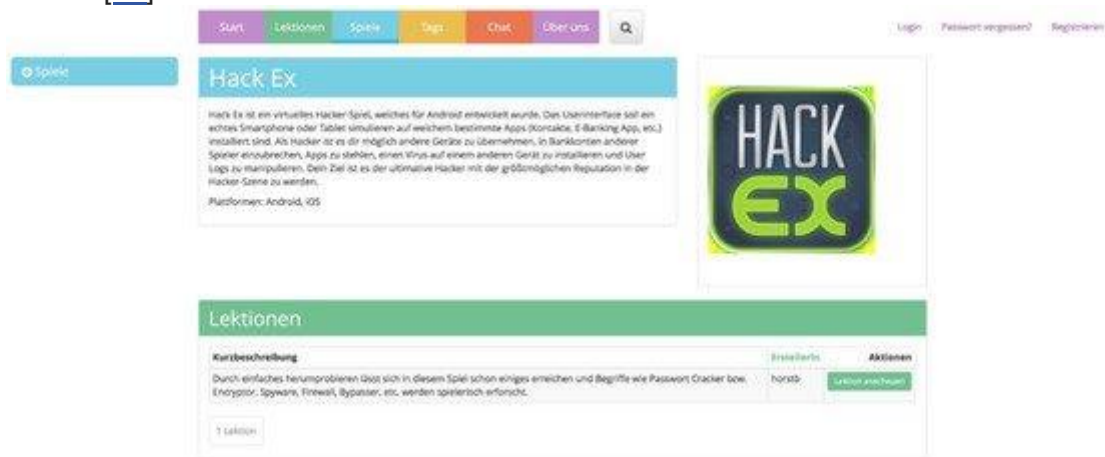 Start Lektionen Spiele Tags Chat Über uns
Login Passwort vergessen? Registrieren
Spiele
Hack Ex
Hack Ex ist ein virtuelles Hacker-Spiel, welches für Android entwickelt wurde. Das Userinterface soll ein
echtes Smartphone oder Tablet simulieren auf welchem bestimmte Apps (Kontakte, E-Banking App, etc.)
installiert sind. Als Hacker ist es dir möglich andere Geräte zu übernehmen, in Bankkonten anderer
Spieler einzubrechen, Apps zu stehlen, einen Virus auf einem anderen Gerät zu installieren und User
Logs zu manipulieren. Dein Ziel ist es der ultimative Hacker mit der größtmöglichen Reputation in der
Hacker-Szene zu werden.
Plattformen: Android, iOS
HACK
EX
Lektionen
Kurzbeschreibung ErstellerIn Aktionen
Durch einfaches herumprobieren lässt sich in diesem Spiel schon einiges erreichen und Begriffe wie Passwort Cracker bzw. horstb Lektion anschauen
Encryptor, Spyware, Firewall, Bypasser, etc. werden spielerisch erforscht.
1 Lektion